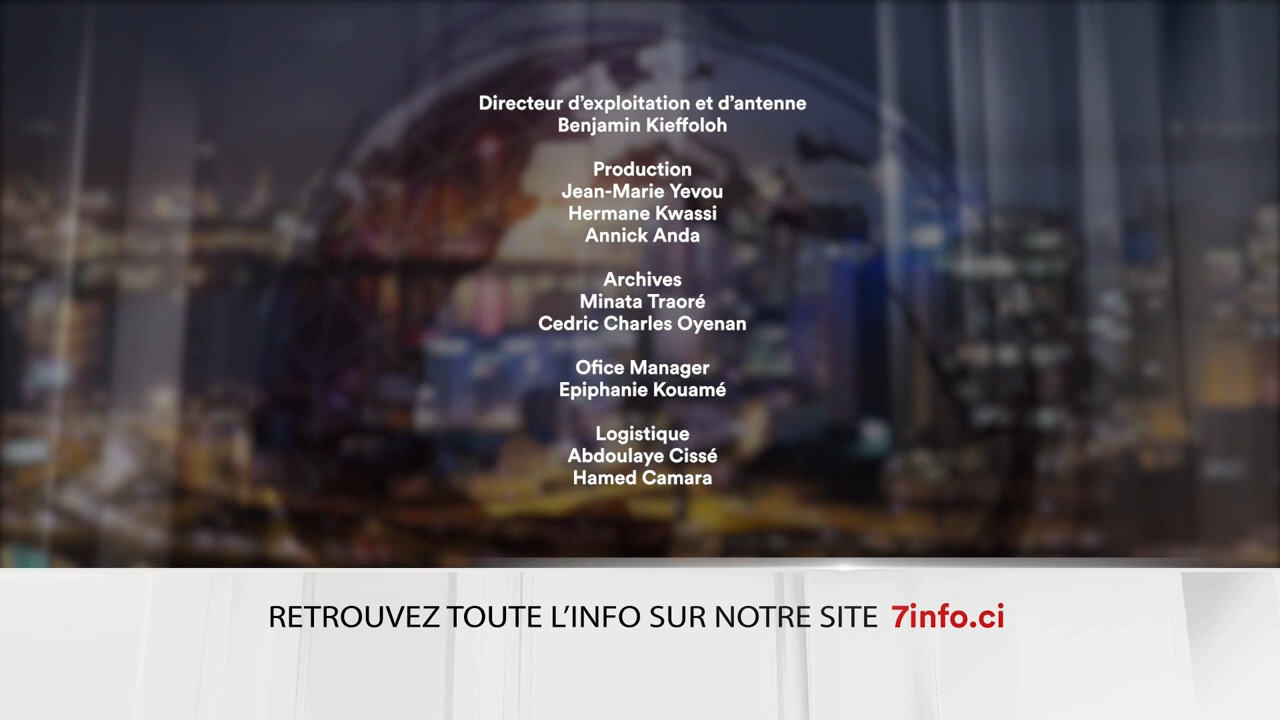 Directeur d'exploitation et d'antenne
Benjamin Kieffoloh
Production
Jean-Marie Yevou
Hermane Kwassi
Annick Anda
Archives
Minata Traoré
Cedric Charles Oyenan
Ofice Manager
Epiphanie Kouamé
Logistique
Abdoulaye Cissé
Hamed Camara
RETROUVEZ TOUTE L'INFO SUR NOTRE SITE 7info.ci